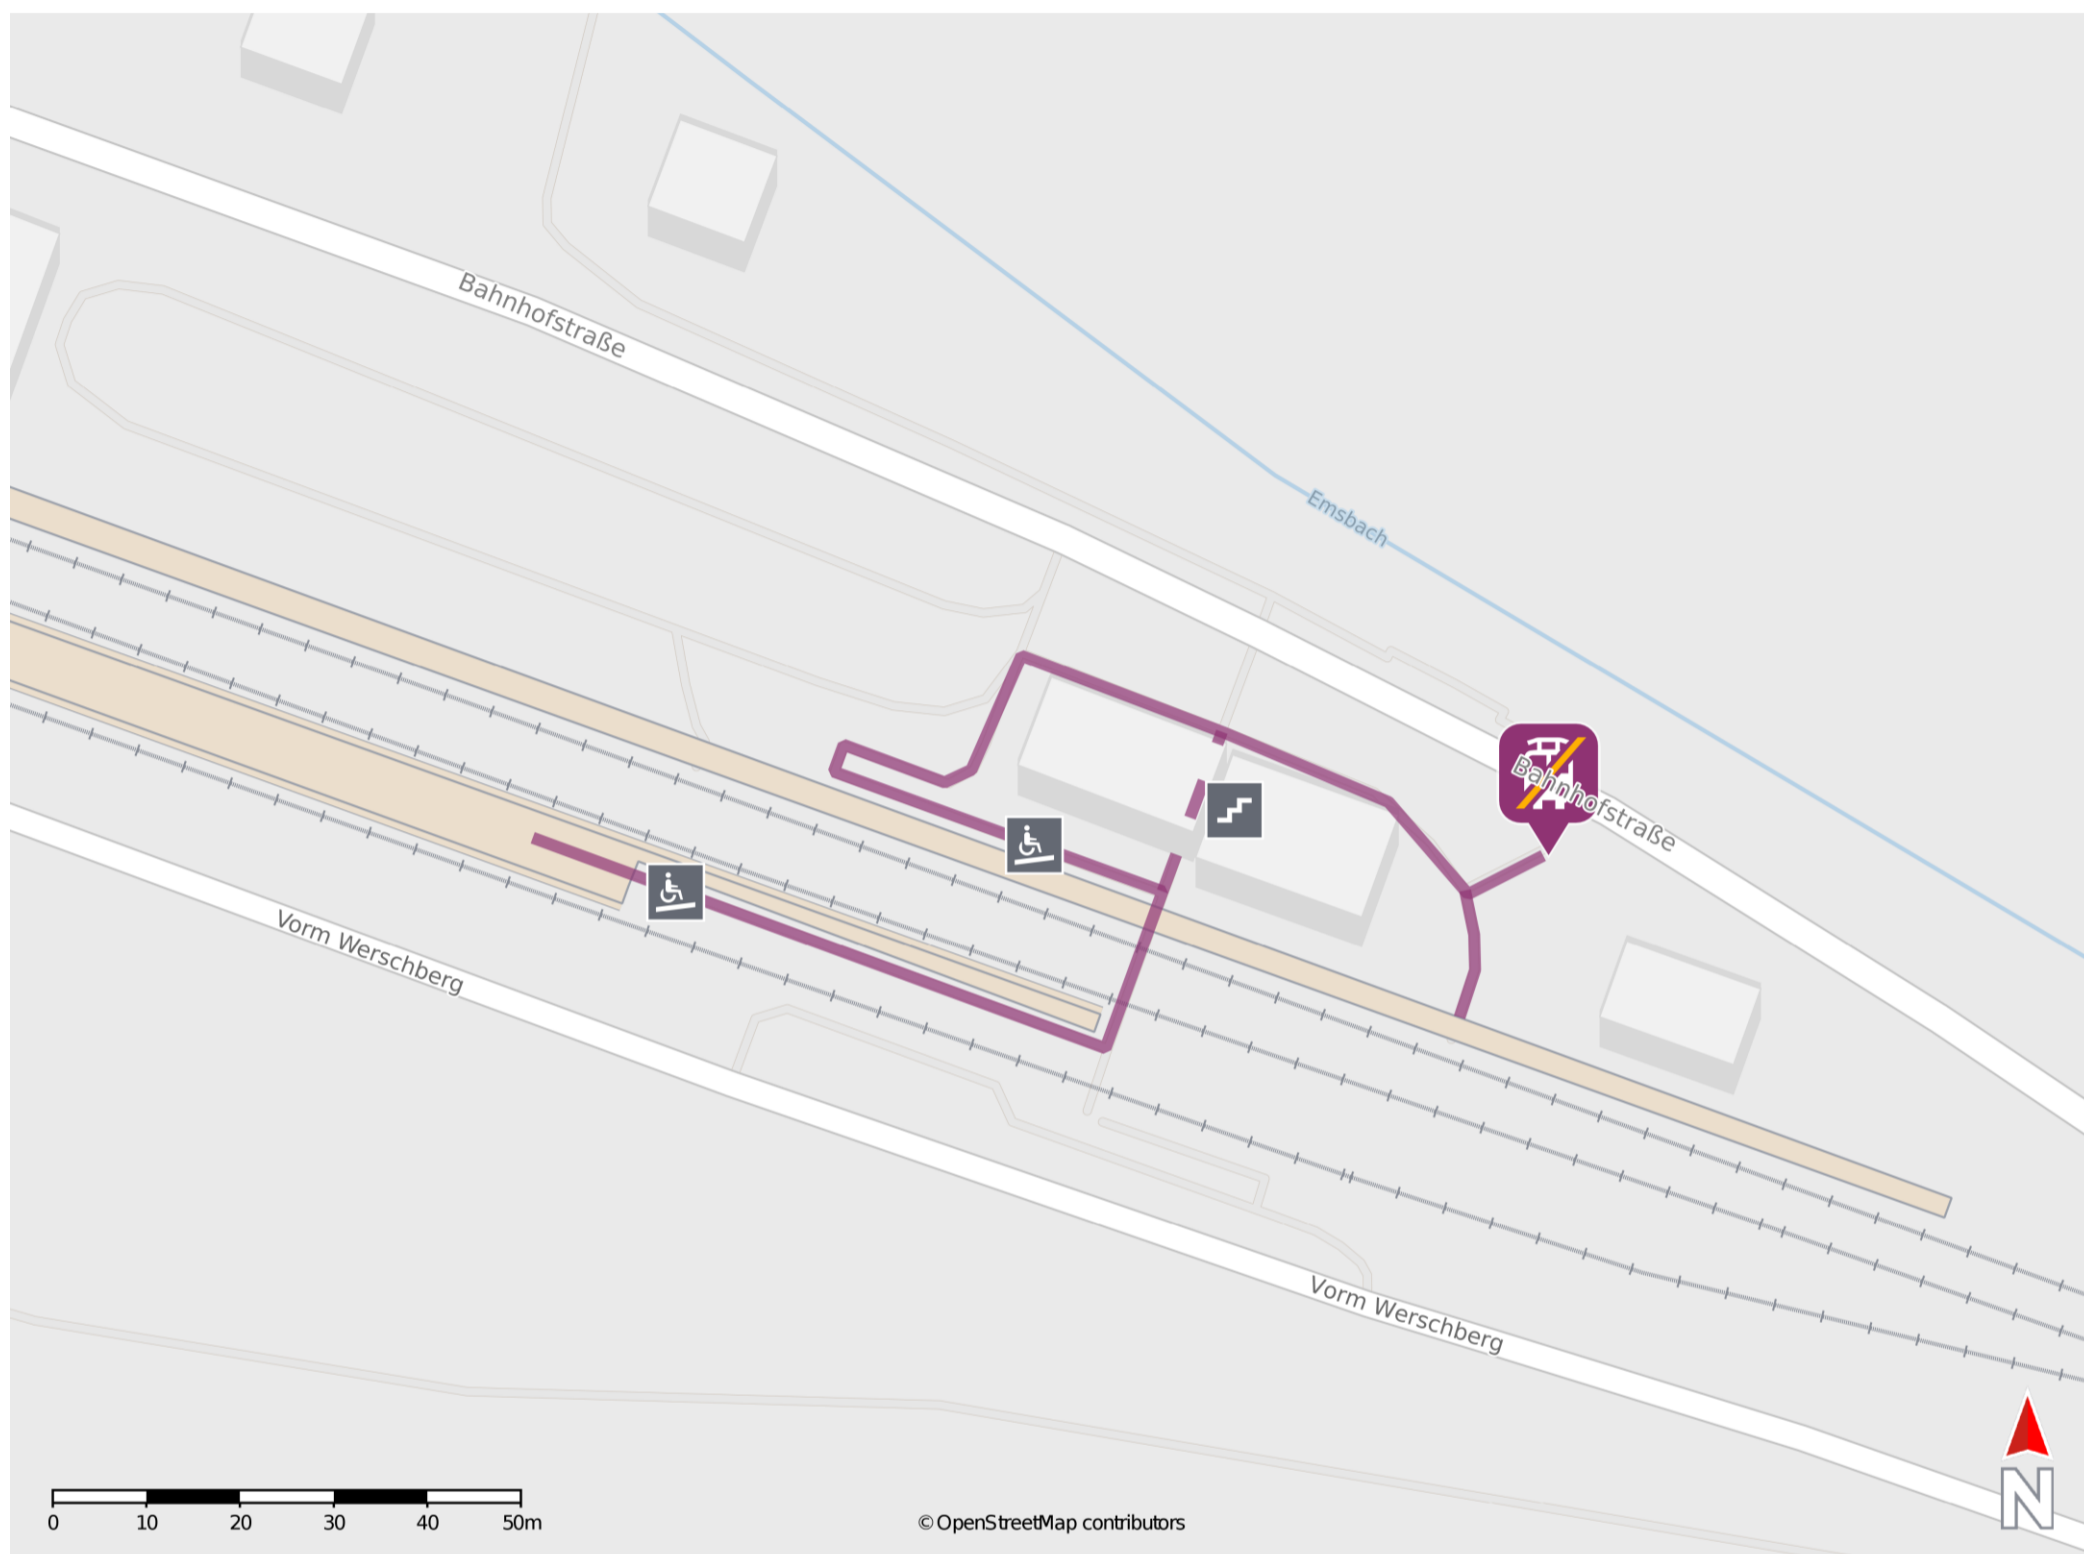 Bahnhofstraße
Emsbach
Bahnhofstraße
Vorm Werschberg
Vorm Werschberg
N
0 10 20 30 40 50m
© OpenStreetMap contributors